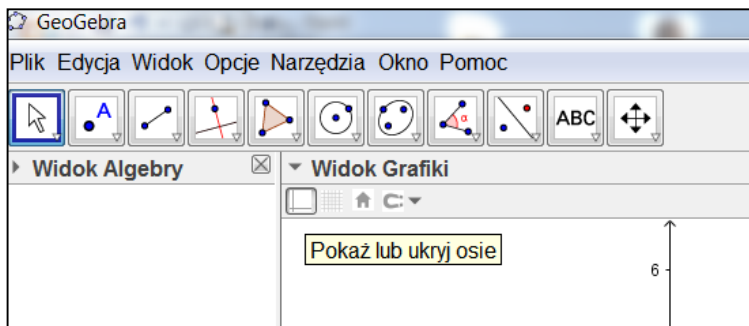 GeoGebra
Plik Edycja Widok Opcje Narzędzia Okno Pomoc
A α ABC
Widok Algebry Widok Grafiki
Pokaż lub ukryj osie
6